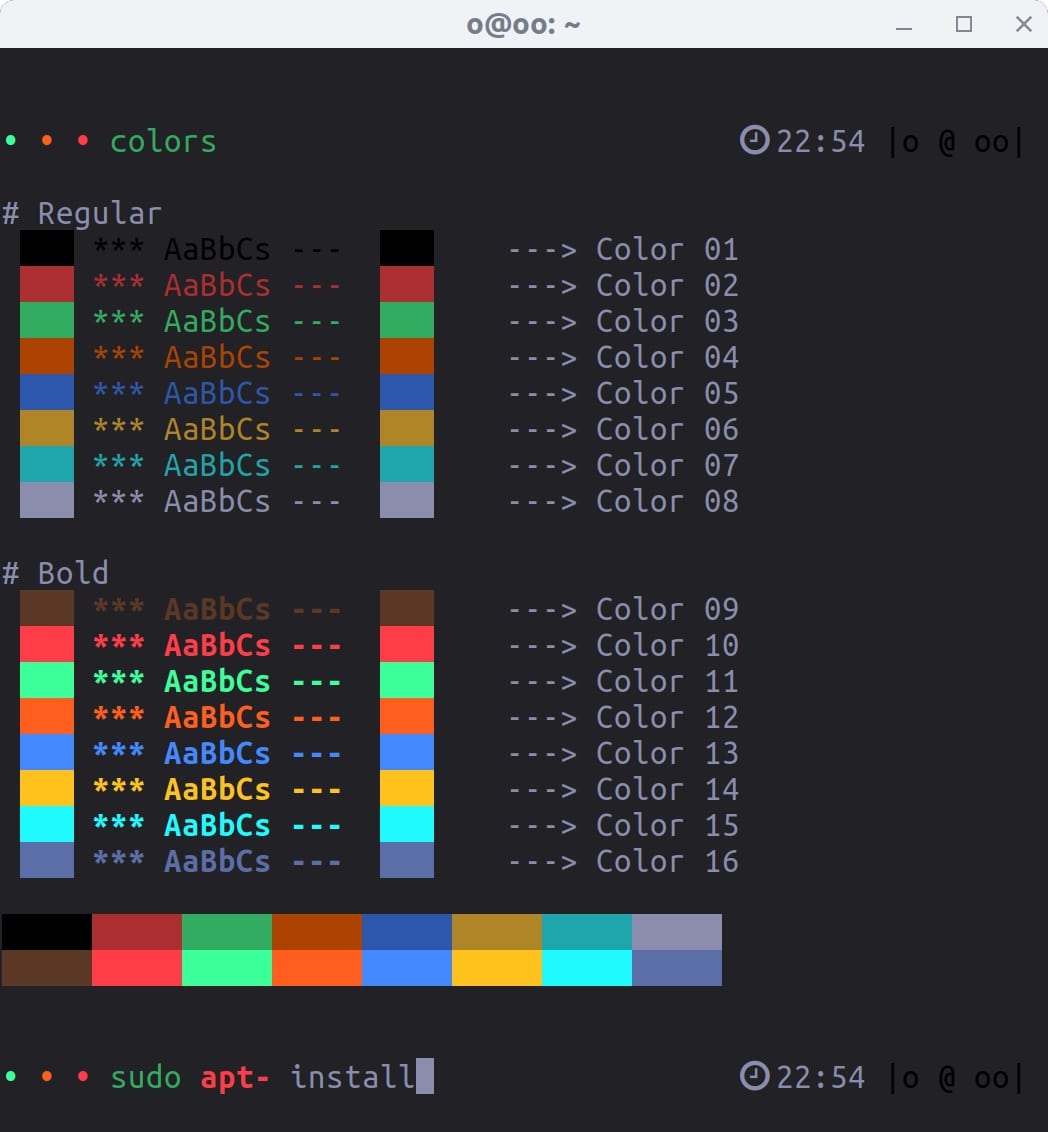 o@oo: ~
• • • colors 22:54 |o @ oo|
# Regular
*** AaBbCs --- ---> Color 01
*** AaBbCs --- ---> Color 02
*** AaBbCs --- ---> Color 03
*** AaBbCs --- ---> Color 04
*** AaBbCs --- ---> Color 05
*** AaBbCs --- ---> Color 06
*** AaBbCs --- ---> Color 07
*** AaBbCs --- ---> Color 08
# Bold
*** AaBbCs --- ---> Color 09
*** AaBbCs --- ---> Color 10
*** AaBbCs --- ---> Color 11
*** AaBbCs --- ---> Color 12
*** AaBbCs --- ---> Color 13
*** AaBbCs --- ---> Color 14
*** AaBbCs --- ---> Color 15
*** AaBbCs --- ---> Color 16
• • • sudo apt- install 22:54 |o @ oo|